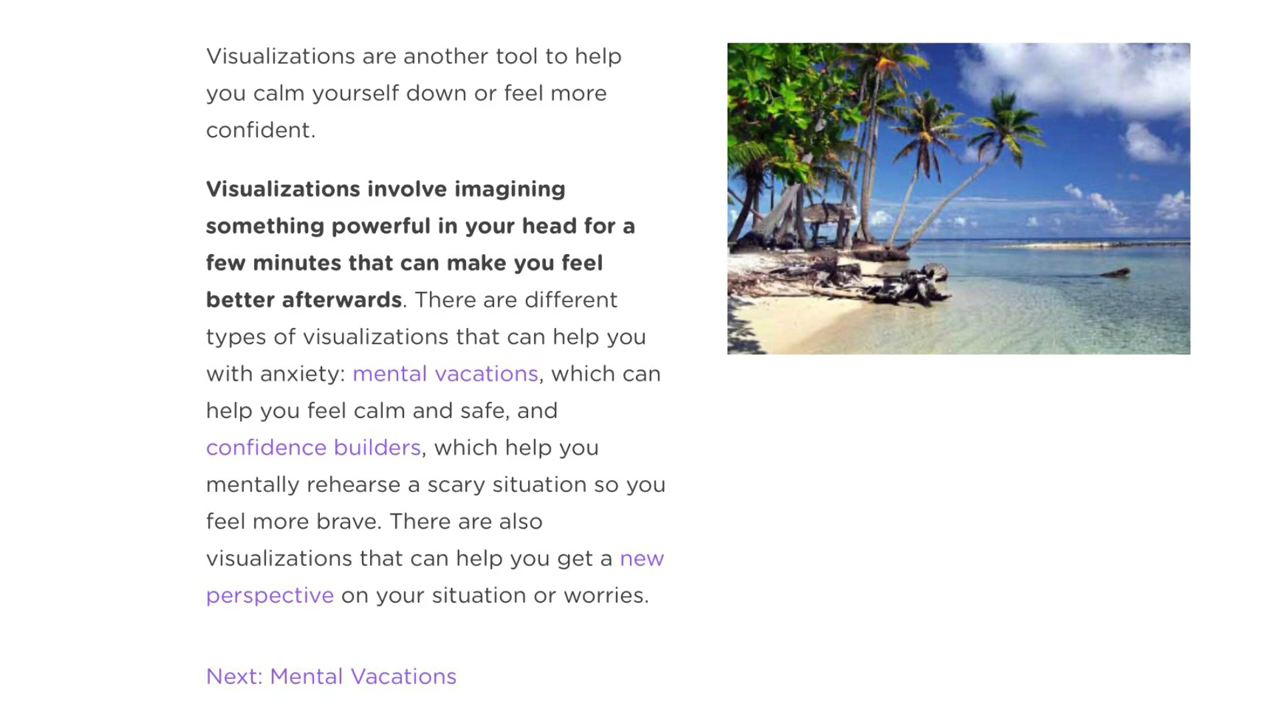 Visualizations are another tool to help
you calm yourself down or feel more
confident.
Visualizations involve imagining
something powerful in your head for a
few minutes that can make you feel
better afterwards. There are different
types of visualizations that can help you
with anxiety: mental vacations, which can
help you feel calm and safe, and
confidence builders, which help you
mentally rehearse a scary situation so you
feel more brave. There are also
visualizations that can help you get a new
perspective on your situation or worries.
Next: Mental Vacations